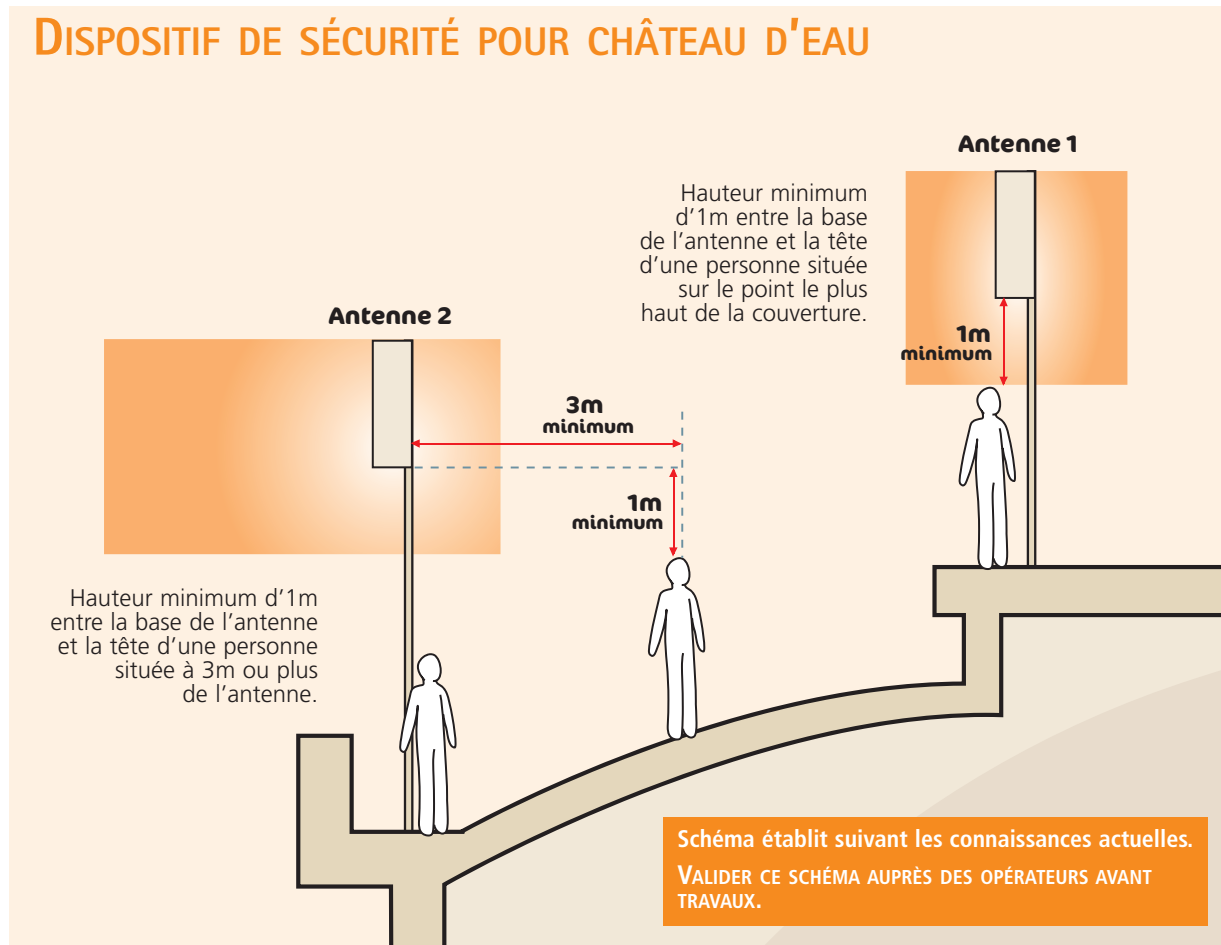 DISPOSITIF DE SÉCURITÉ POUR CHÂTEAU D'EAU
Antenne 1
Hauteur minimum
d'1m entre la base
de l'antenne et la tête
d'une personne située
sur le point le plus
haut de la couverture.
1m
minimum
Antenne 2
3m
minimum
1m
minimum
Hauteur minimum d'1m
entre la base de l'antenne
et la tête d'une personne
située à 3m ou plus
de l'antenne.
Schéma établit suivant les connaissances actuelles.
VALIDER CE SCHÉMA AUPRÈS DES OPÉRATEURS AVANT
TRAVAUX.